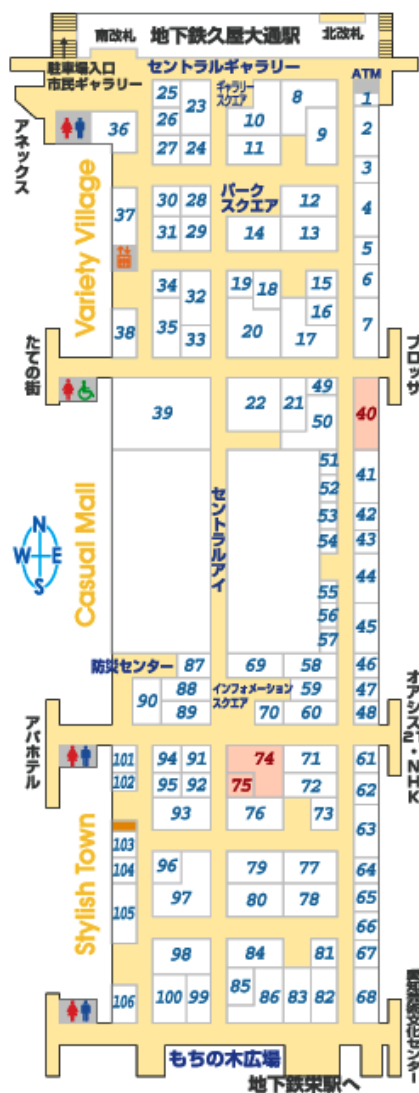 南改札 地下鉄久屋大通駅 北改札
駐車場入口
市民ギャラリー
セントラルギャラリー
ATM
アネックス
ギャラリー
スクエア
25 23 10 8 1
26 9 2
27 24 11
36
3
Variety Village
30 28 パーク
スクエア
12 4
37 31 29 14 13
5
34 32 19 18 15 6
16
38 35 33 20 17 7
たての街
ブロッサ
39 22 21 49 40
50
Casual Mall
セントラルアイ
51 41
52
53 42
54 43
44
55
56 45
57
N
W E
S
防災センター 87 69 58 46
90 88 インフォメーション
スクエア
59 47
89 70 60 48
アパホテル
オアシス21・NHK
101 94 91 74 71 61
102 95 92 75 72 62
93 76 73 63
Stylish Town
103
104 96 79 77 64
105 97 80 78 65
66
98 84 81 67
106 100 99 85 86 83 82 68
もちの木広場
地下鉄栄駅へ